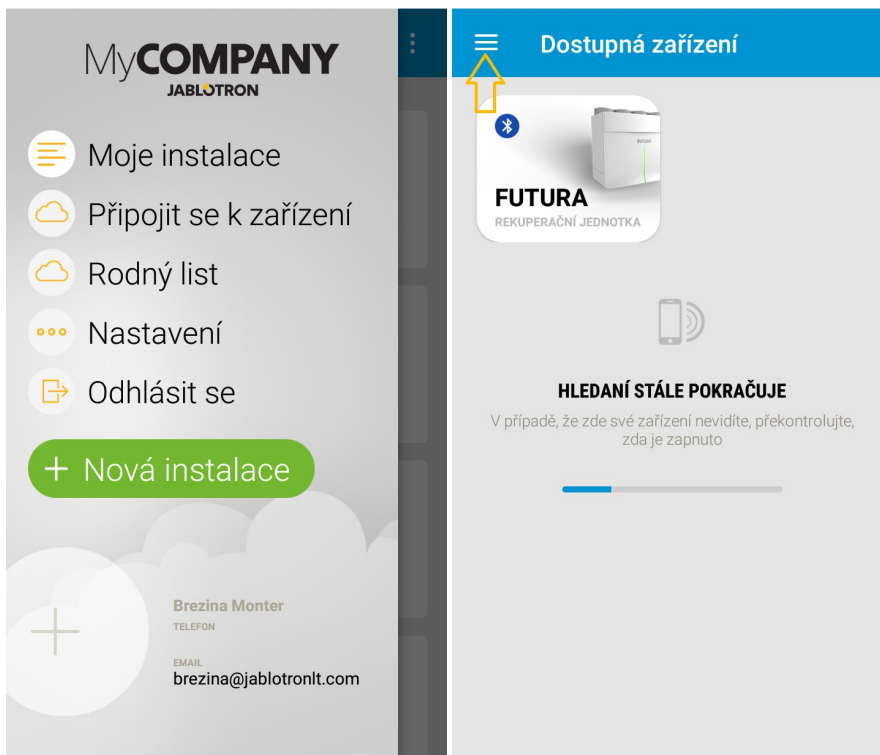 MyCOMPANY
JABLOTRON
Moje instalace
Připojit se k zařízení
Rodný list
Nastavení
Odhlásit se
+ Nová instalace
Brezina Monter
TELEFON
EMAIL
brezina@jablotronlt.com
Dostupná zařízení
FUTURA
FUTURA
REKUPERAČNÍ JEDNOTKA
HLEDANÍ STÁLE POKRAČUJE
V případě, že zde své zařízení nevidíte, překontrolujte,
zda je zapnuto